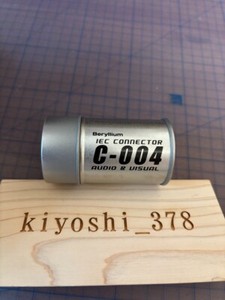 Beryllium
IEC CONNECTOR
C-004
AUDIO & VISUAL
kiyoshi_378